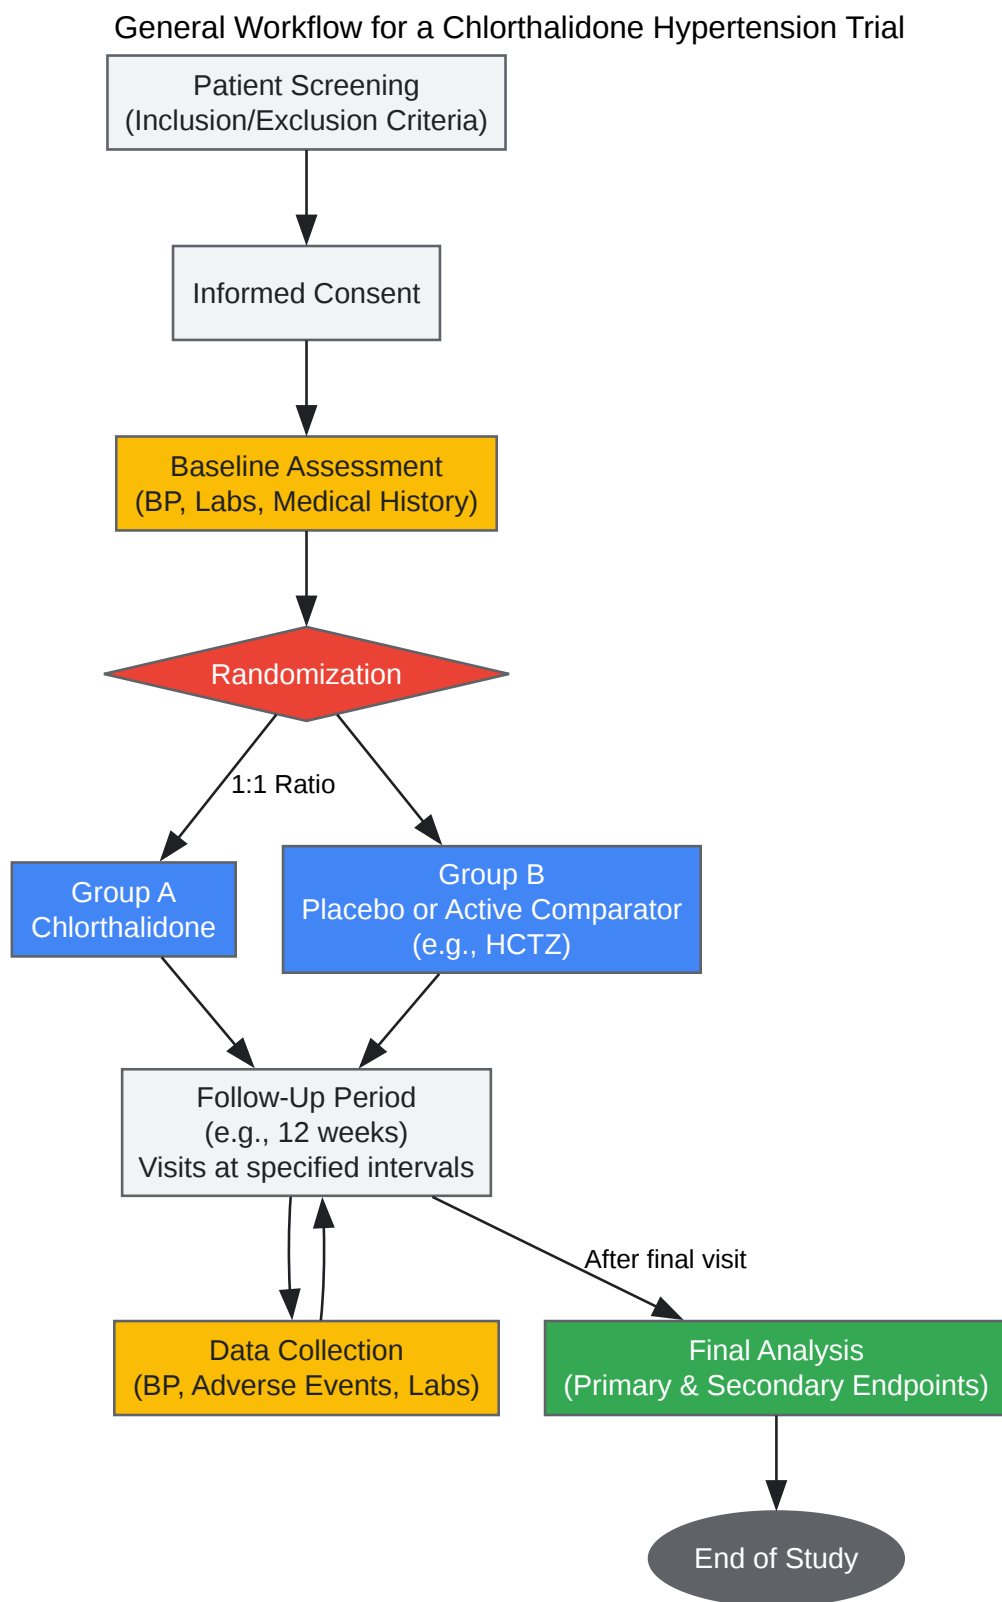 General Workflow for a Chlorthalidone Hypertension Trial
Patient Screening
(Inclusion/Exclusion Criteria)
Informed Consent
Baseline Assessment
(BP, Labs, Medical History)
Randomization
1:1 Ratio
Group A
Chlorthalidone
Group B
Placebo or Active Comparator
(e.g., HCTZ)
Follow-Up Period
(e.g., 12 weeks)
Visits at specified intervals
After final visit
Data Collection
(BP, Adverse Events, Labs)
Final Analysis
(Primary & Secondary Endpoints)
End of Study